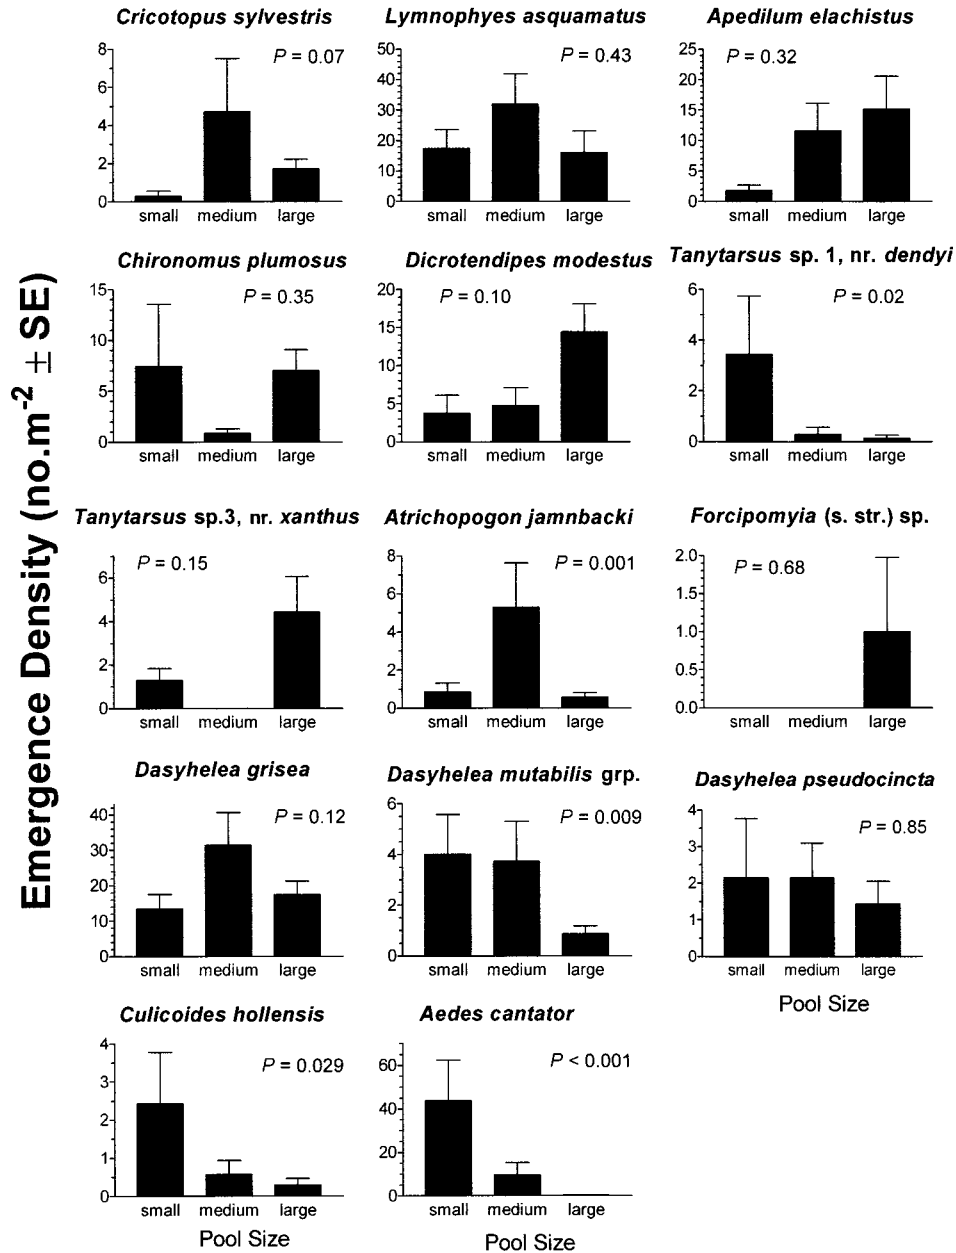 Emergence Density (no.m-2 ± SE)
Cricotopus sylvestris
P = 0.07
8
6
4
2
0
small medium large
Lymnophyes asquamatus
P = 0.43
50
40
30
20
10
0
small medium large
Apedilum elachistus
P = 0.32
25
20
15
10
5
0
small medium large
Chironomus plumosus
P = 0.35
15
10
5
0
small medium large
Dicrotendipes modestus
P = 0.10
20
15
10
5
0
small medium large
Tanytarsus sp. 1, nr. dendyi
P = 0.02
6
4
2
0
small medium large
Tanytarsus sp.3, nr. xanthus
P = 0.15
6
4
2
0
small medium large
Atrichopogon jamnbacki
P = 0.001
8
6
4
2
0
small medium large
Forcipomyia (s. str.) sp.
P = 0.68
2.0
1.5
1.0
0.5
0.0
small medium large
Dasyhelea grisea
P = 0.12
40
30
20
10
0
small medium large
Dasyhelea mutabilis grp.
P = 0.009
6
4
2
0
small medium large
Dasyhelea pseudocincta
P = 0.85
4
3
2
1
0
small medium large
Pool Size
Culicoides hollensis
P = 0.029
4
3
2
1
0
small medium large
Pool Size
Aedes cantator
P < 0.001
60
40
20
0
small medium large
Pool Size